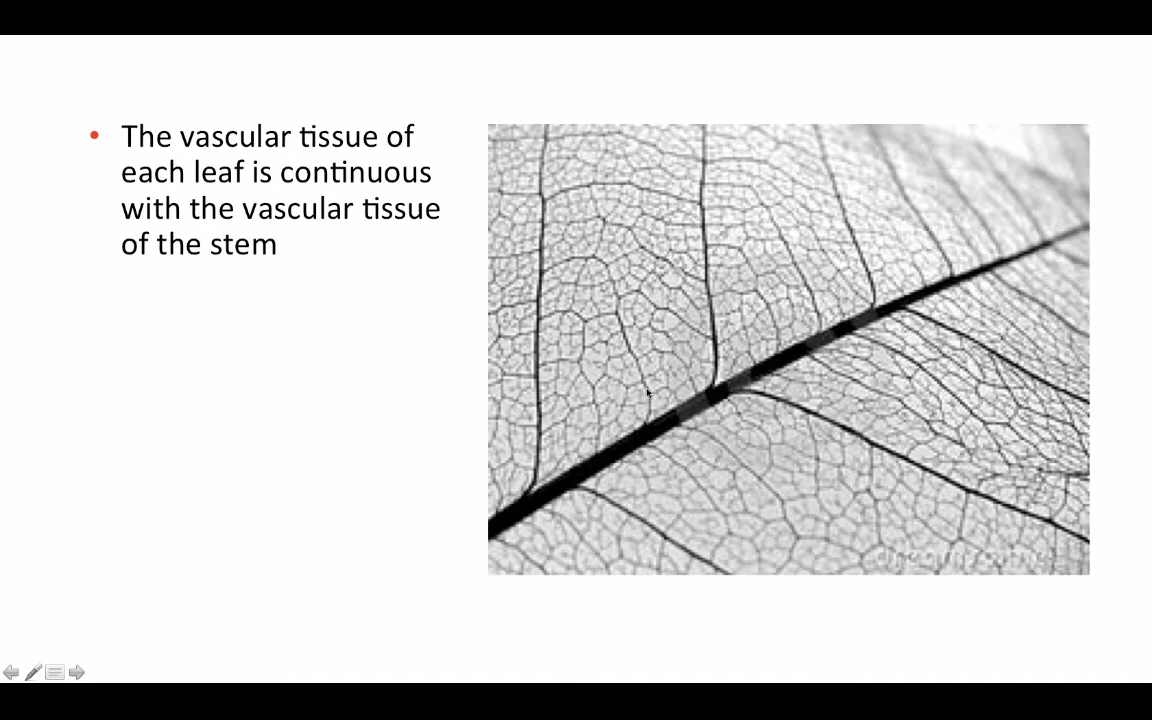 • The vascular tissue of
each leaf is continuous
with the vascular tissue
of the stem